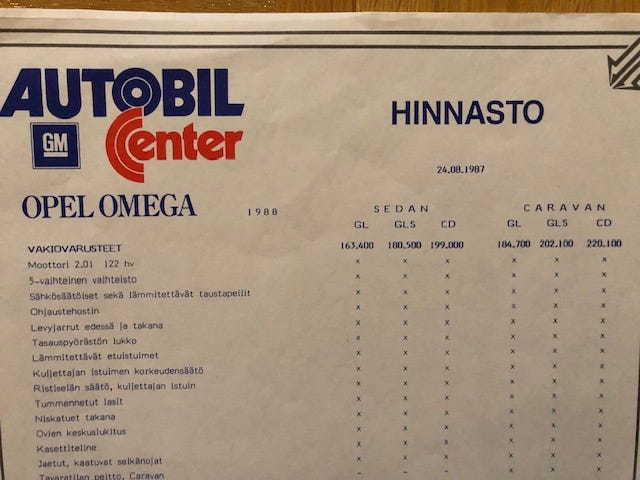 AUTOBIL
GM Center
HINNASTO
24.08.1987
OPEL OMEGA 1988
SEDAN CARAVAN
GL GLS CD GL GLS CD
VAKIOVARUSTEET 163.400 180.500 199.000 184.700 202.100 220.100
Moottori 2.0i 122 hv x x x x x x
5-vaihteinen vaihteisto x x x x x x
Sähkösäätöiset sekä lämmitettävät taustapeilit x x x x x x
Ohjaustehostin x x x x x x
Levyjarrut edessä ja takana x x x x x x
Tasauspyörästön lukko x x x x x x
Lämmitettävät etuistuimet x x x x x x
Kuljettajan istuimen korkeudensäätö x x x x x x
Ristiselän säätö, kuljettajan istuin x x x x x x
Tummennetut lasit x x x x x x
Niskatuet takana x x x x x x
Ovien keskuslukitus x x x x x x
Kasettiteline x x x x x x
Jaetut, kaatuvat selkänojat x x x x x x
Tavaratilan peitto, Caravan - - - x x x